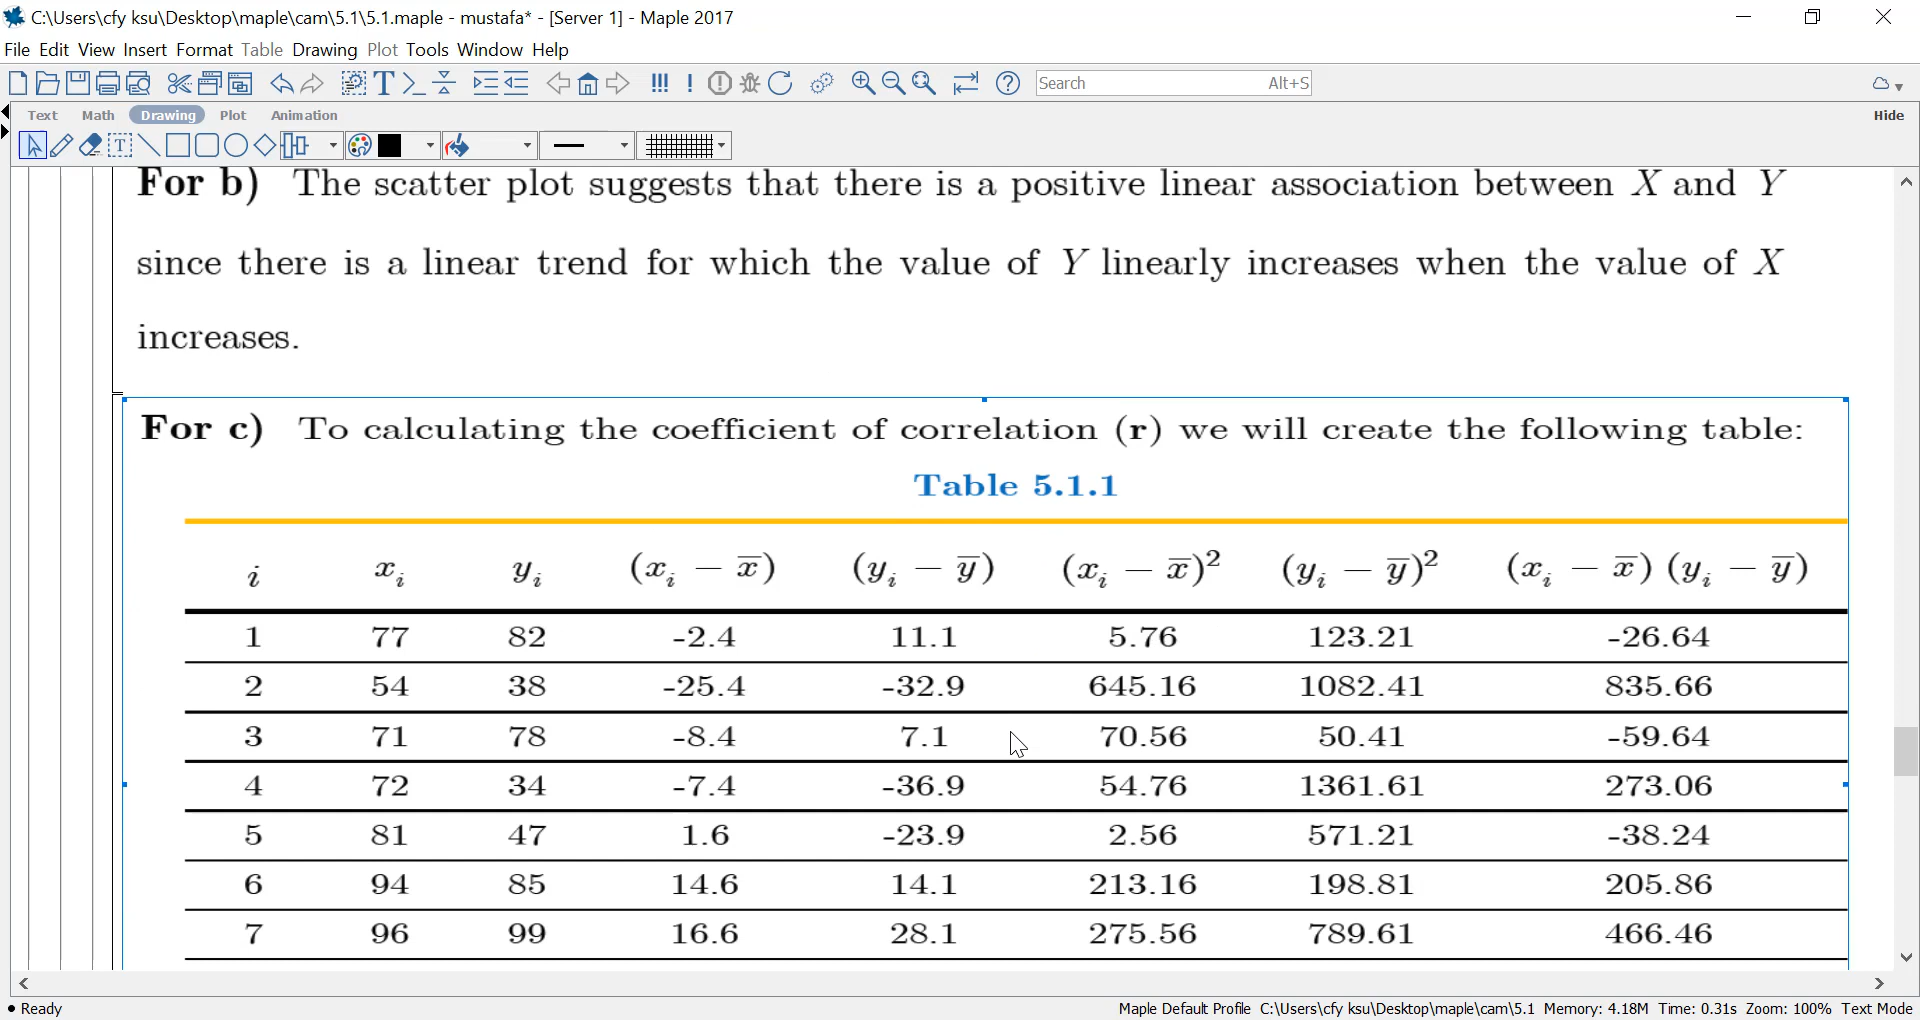 C:\Users\cfy ksu\Desktop\maple\cam\5.1\5.1.maple - mustafa* - [Server 1] - Maple 2017
File Edit View Insert Format Table Drawing Plot Tools Window Help
Search Alt+S
Text Math Drawing Plot Animation Hide
For b) The scatter plot suggests that there is a positive linear association between X and Y
since there is a linear trend for which the value of Y linearly increases when the value of X
increases.
For c) To calculating the coefficient of correlation (r) we will create the following table:
Table 5.1.1
i xᵢ yᵢ (xᵢ − x̅) (yᵢ − y̅) (xᵢ − x̅)² (yᵢ − y̅)² (xᵢ − x̅) (yᵢ − y̅)
1 77 82 -2.4 11.1 5.76 123.21 -26.64
2 54 38 -25.4 -32.9 645.16 1082.41 835.66
3 71 78 -8.4 7.1 70.56 50.41 -59.64
4 72 34 -7.4 -36.9 54.76 1361.61 273.06
5 81 47 1.6 -23.9 2.56 571.21 -38.24
6 94 85 14.6 14.1 213.16 198.81 205.86
7 96 99 16.6 28.1 275.56 789.61 466.46
Ready Maple Default Profile C:\Users\cfy ksu\Desktop\maple\cam\5.1 Memory: 4.18M Time: 0.31s Zoom: 100% Text Mode